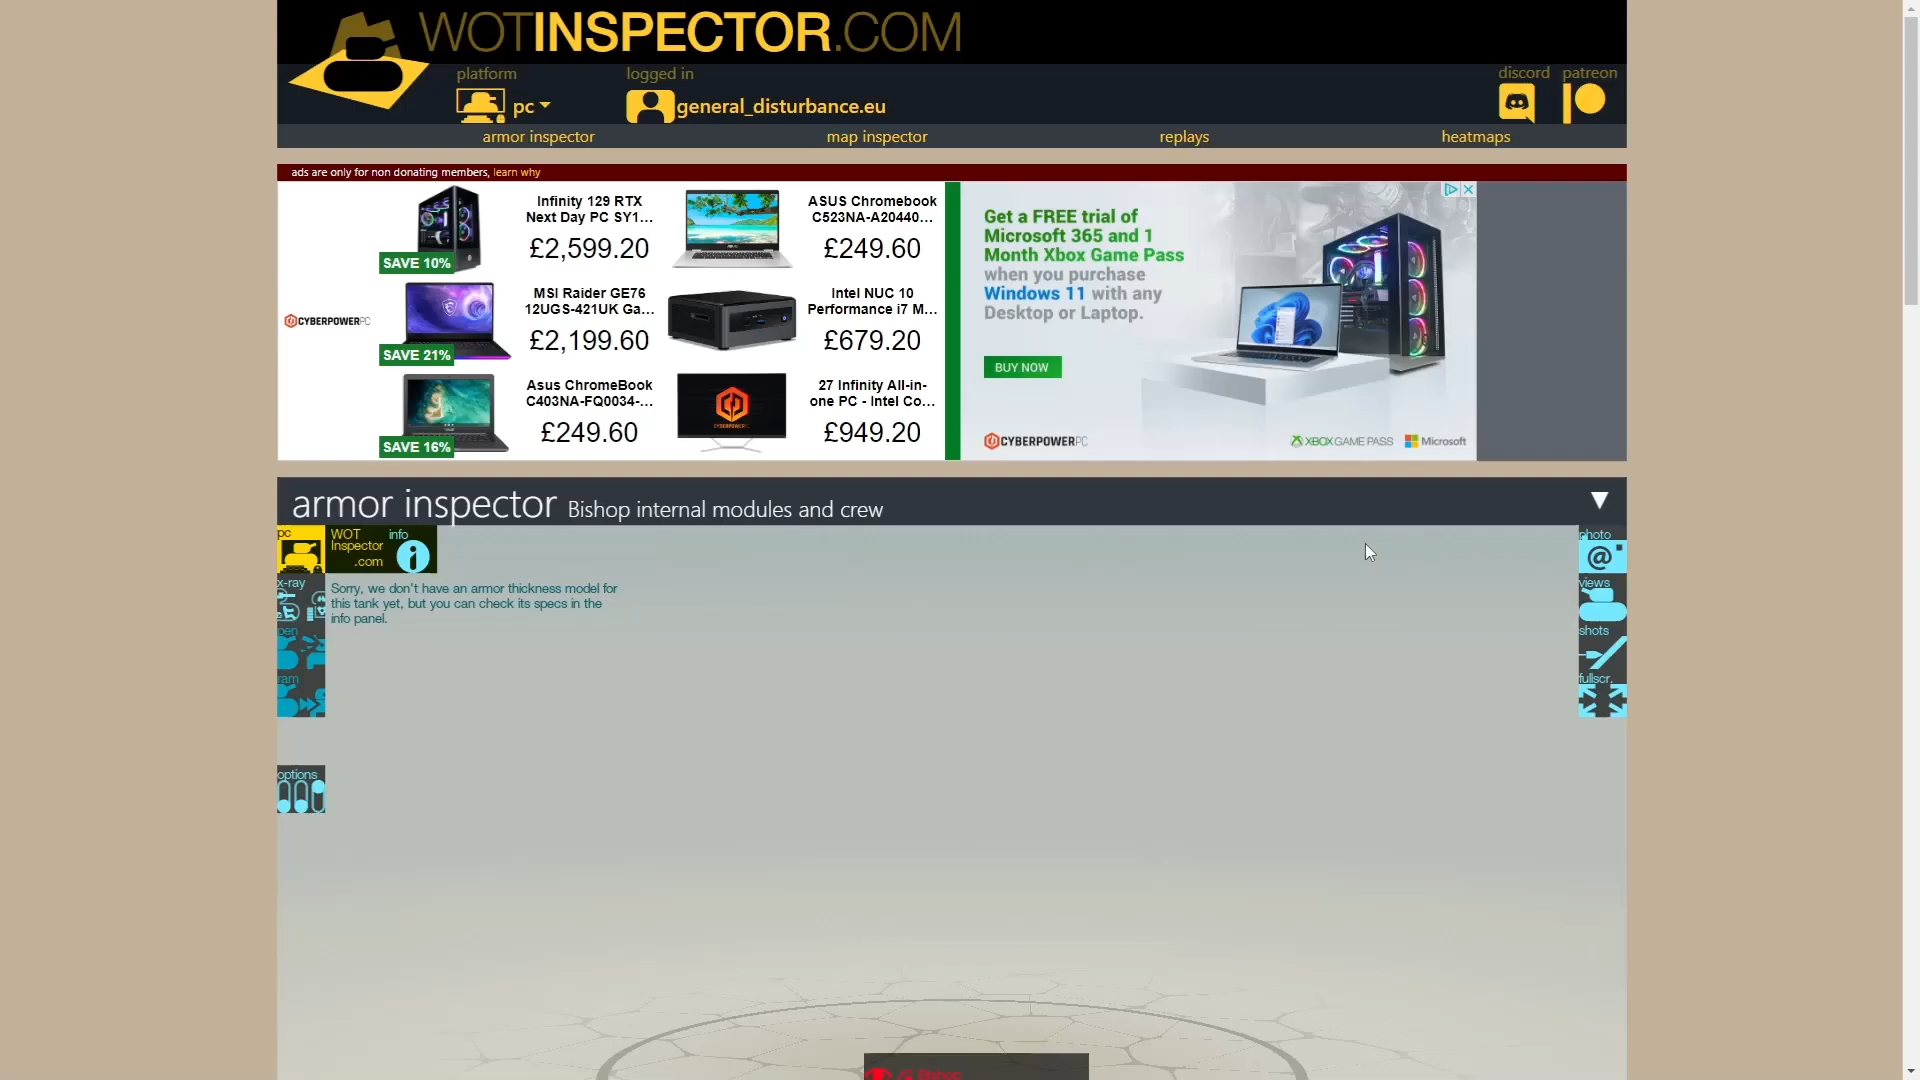 WOTINSPECTOR.COM
platform
logged in
discord patreon
pc
general_disturbance.eu
armor inspector
map inspector
replays
heatmaps
ads are only for non donating members, learn why
CYBERPOWERPC
SAVE 10%
Infinity 129 RTX
Next Day PC SY1...
£2,599.20
ASUS Chromebook
C523NA-A20440...
£249.60
SAVE 21%
MSI Raider GE76
12UGS-421UK Ga...
£2,199.60
Intel NUC 10
Performance i7 M...
£679.20
SAVE 16%
Asus ChromeBook
C403NA-FQ0034-...
£249.60
CYBERPOWERPC
27 Infinity All-in-
one PC - Intel Co...
£949.20
Get a FREE trial of
Microsoft 365 and 1
Month Xbox Game Pass
when you purchase
Windows 11 with any
Desktop or Laptop.
BUY NOW
CYBERPOWERPC
XBOX GAME PASS
Microsoft
armor inspector Bishop internal modules and crew
pc
WOT
Inspector
.com
info
x-ray
Sorry, we don't have an armor thickness model for
this tank yet, but you can check its specs in the
info panel.
pen
ram
options
photo
views
shots
fullscr.
Bishop